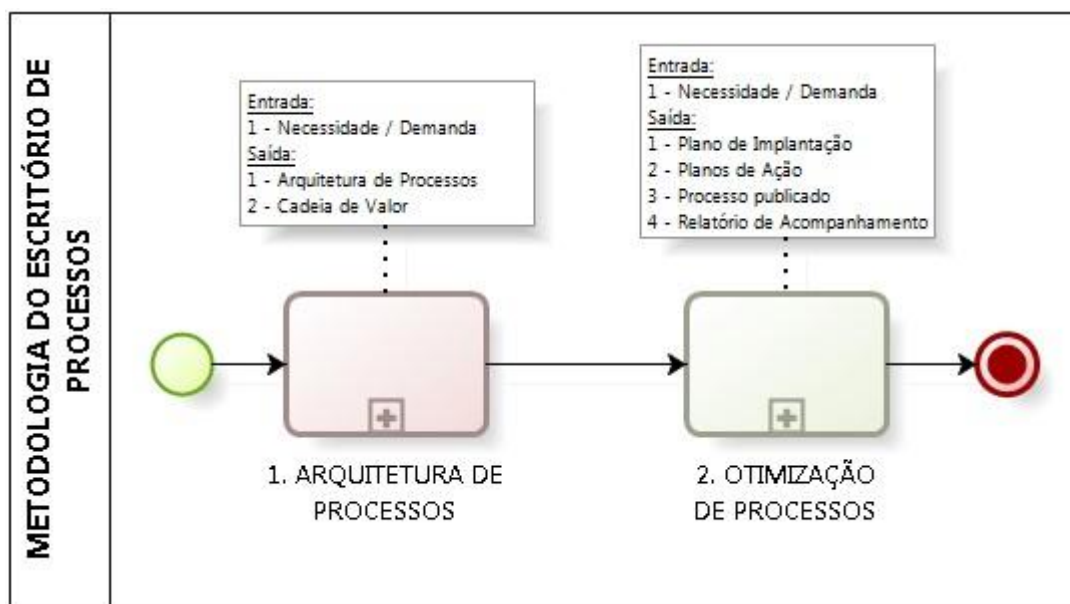 METODOLOGIA DO ESCRITÓRIO DE
PROCESSOS
Entrada:
1 - Necessidade / Demanda
Saída:
1 - Arquitetura de Processos
2 - Cadeia de Valor
Entrada:
1 - Necessidade / Demanda
Saída:
1 - Plano de Implantação
2 - Planos de Ação
3 - Processo publicado
4 - Relatório de Acompanhamento
1. ARQUITETURA DE
PROCESSOS
2. OTIMIZAÇÃO
DE PROCESSOS